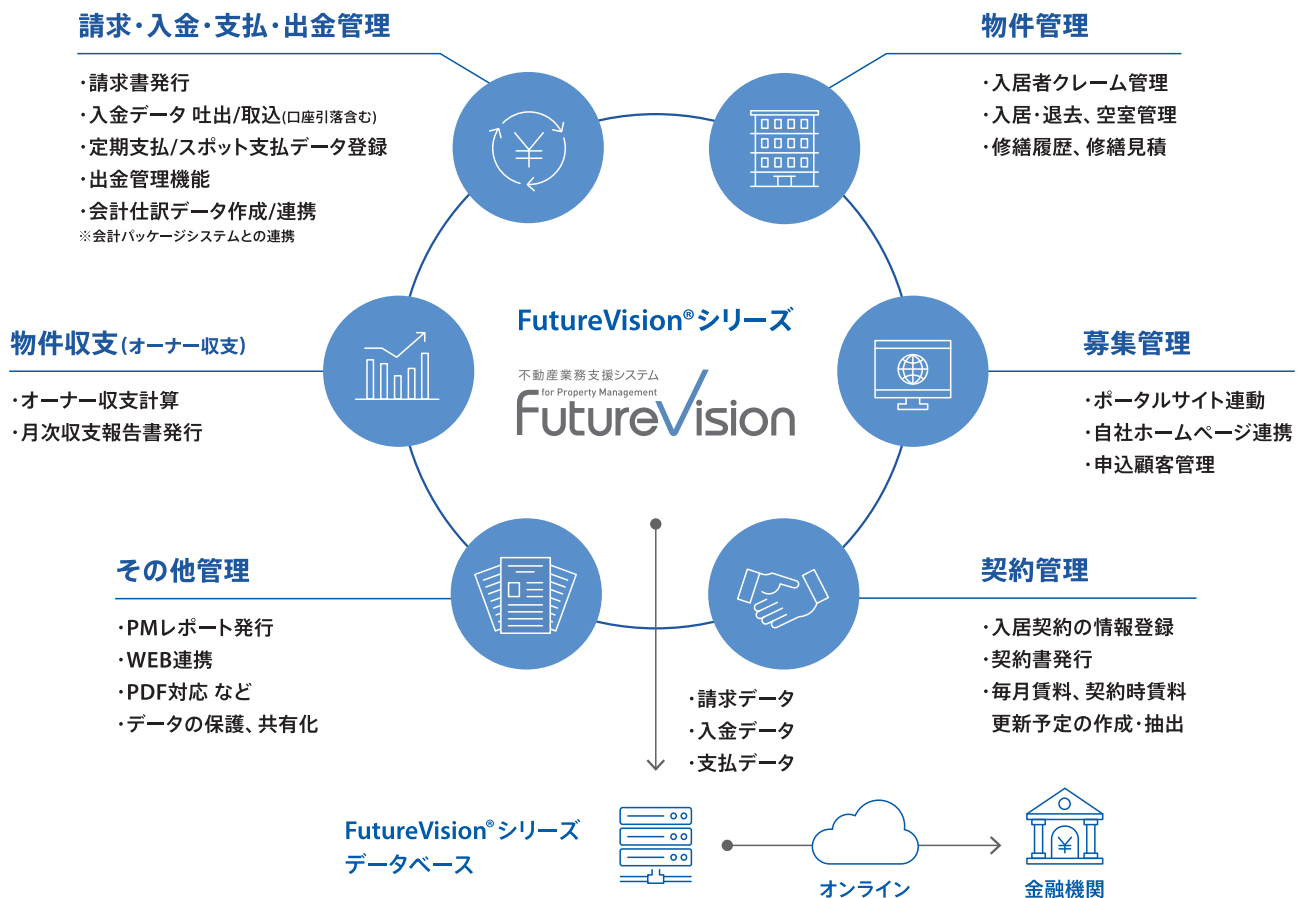 請求・入金・支払・出金管理
・請求書発行
・入金データ 吐出/取込(口座引落含む)
・定期支払/スポット支払データ登録
・出金管理機能
・会計仕訳データ作成/連携
※会計パッケージシステムとの連携
物件管理
・入居者クレーム管理
・入居・退去、空室管理
・修繕履歴、修繕見積
FutureVision®シリーズ
不動産業務支援システム
for Property Management
FutureVision
物件収支(オーナー収支)
・オーナー収支計算
・月次収支報告書発行
募集管理
・ポータルサイト連動
・自社ホームページ連携
・申込顧客管理
その他管理
・PMレポート発行
・WEB連携
・PDF対応 など
・データの保護、共有化
契約管理
・入居契約の情報登録
・契約書発行
・毎月賃料、契約時賃料
更新予定の作成・抽出
・請求データ
・入金データ
・支払データ
FutureVision®シリーズ
データベース
オンライン
金融機関